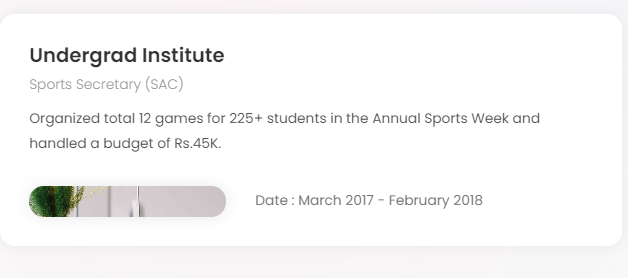 Undergrad Institute
Sports Secretary (SAC)
Organized total 12 games for 225+ students in the Annual Sports Week and
handled a budget of Rs.45K.
Date : March 2017 - February 2018